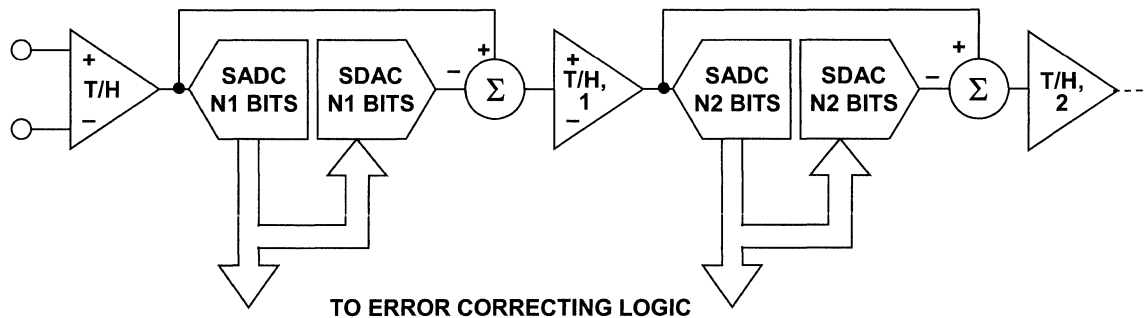 +
T/H
−
SADC
N1 BITS
SDAC
N1 BITS
−
+
Σ
+
T/H,
1
−
SADC
N2 BITS
SDAC
N2 BITS
−
+
Σ
T/H,
2
TO ERROR CORRECTING LOGIC